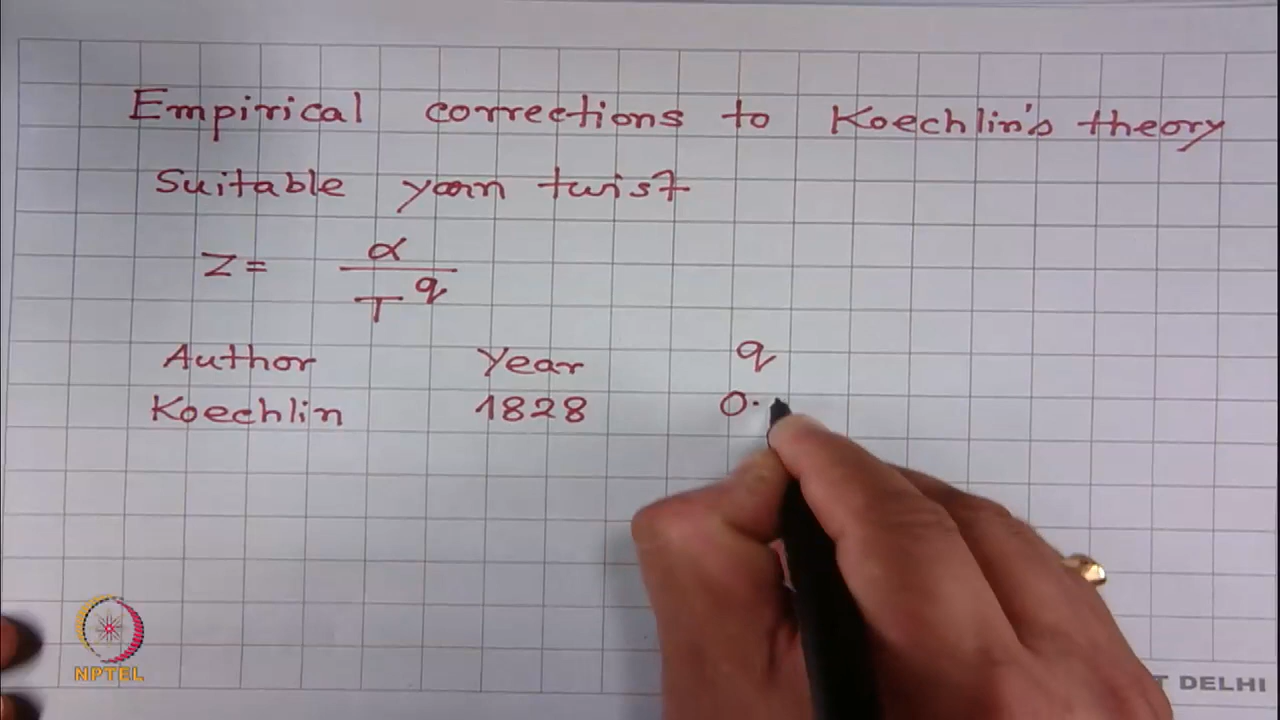 Empirical corrections to Koechlin's theory
Suitable yarn twist
Z = α / T^q
Author Year q
Koechlin 1828 0.
NPTEL
T DELHI